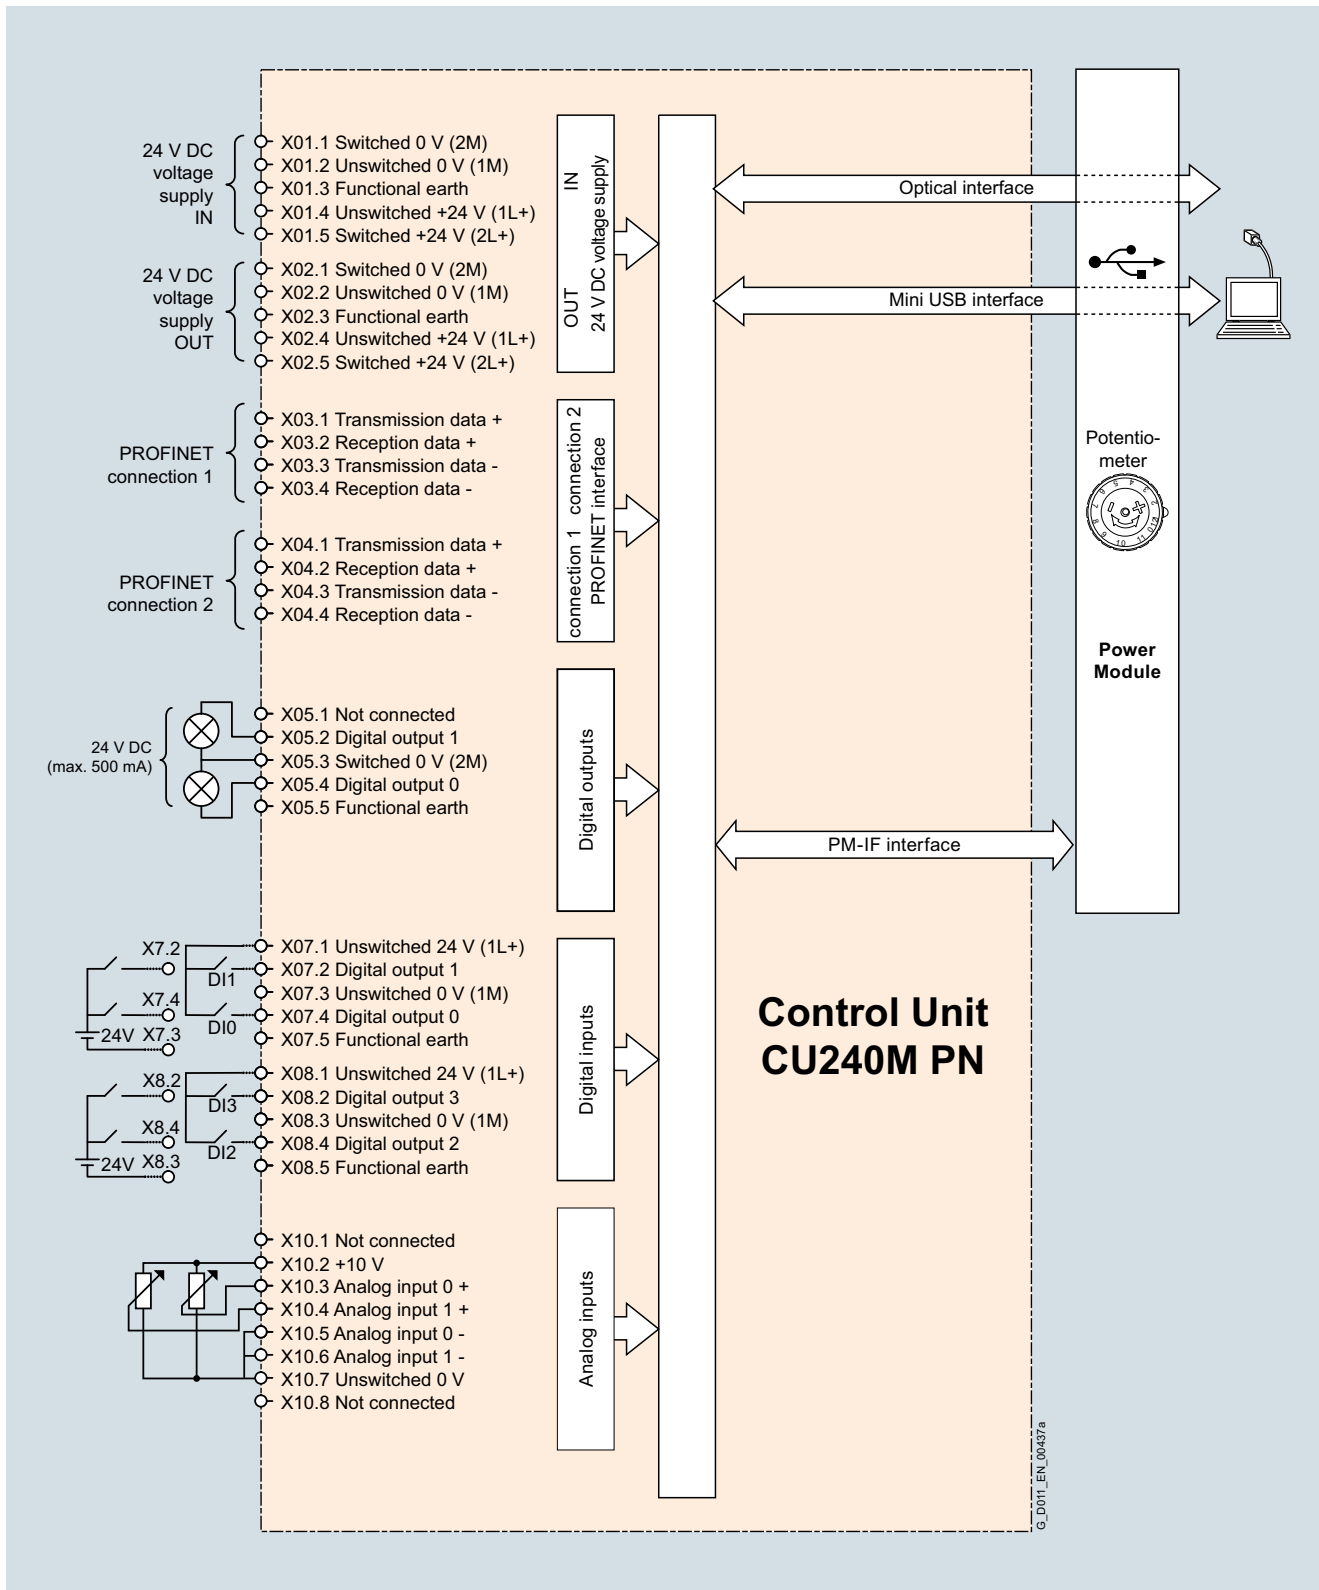 24 V DC
voltage
supply
IN
X01.1 Switched 0 V (2M)
X01.2 Unswitched 0 V (1M)
X01.3 Functional earth
X01.4 Unswitched +24 V (1L+)
X01.5 Switched +24 V (2L+)
24 V DC
voltage
supply
OUT
X02.1 Switched 0 V (2M)
X02.2 Unswitched 0 V (1M)
X02.3 Functional earth
X02.4 Unswitched +24 V (1L+)
X02.5 Switched +24 V (2L+)
OUT IN
24 V DC voltage supply
PROFINET
connection 1
X03.1 Transmission data +
X03.2 Reception data +
X03.3 Transmission data -
X03.4 Reception data -
PROFINET
connection 2
X04.1 Transmission data +
X04.2 Reception data +
X04.3 Transmission data -
X04.4 Reception data -
connection 1 connection 2
PROFINET interface
24 V DC
(max. 500 mA)
X05.1 Not connected
X05.2 Digital output 1
X05.3 Switched 0 V (2M)
X05.4 Digital output 0
X05.5 Functional earth
Digital outputs
X7.2
X7.4
24V X7.3
DI1
DI0
X07.1 Unswitched 24 V (1L+)
X07.2 Digital output 1
X07.3 Unswitched 0 V (1M)
X07.4 Digital output 0
X07.5 Functional earth
X8.2
X8.4
24V X8.3
DI3
DI2
X08.1 Unswitched 24 V (1L+)
X08.2 Digital output 3
X08.3 Unswitched 0 V (1M)
X08.4 Digital output 2
X08.5 Functional earth
Digital inputs
X10.1 Not connected
X10.2 +10 V
X10.3 Analog input 0 +
X10.4 Analog input 1 +
X10.5 Analog input 0 -
X10.6 Analog input 1 -
X10.7 Unswitched 0 V
X10.8 Not connected
Analog inputs
Optical interface
Mini USB interface
PM-IF interface
Potentio-
meter
2 3 4 5 6 7 8 9 10 11
Power
Module
Control Unit
CU240M PN
G_D011_EN_00437a